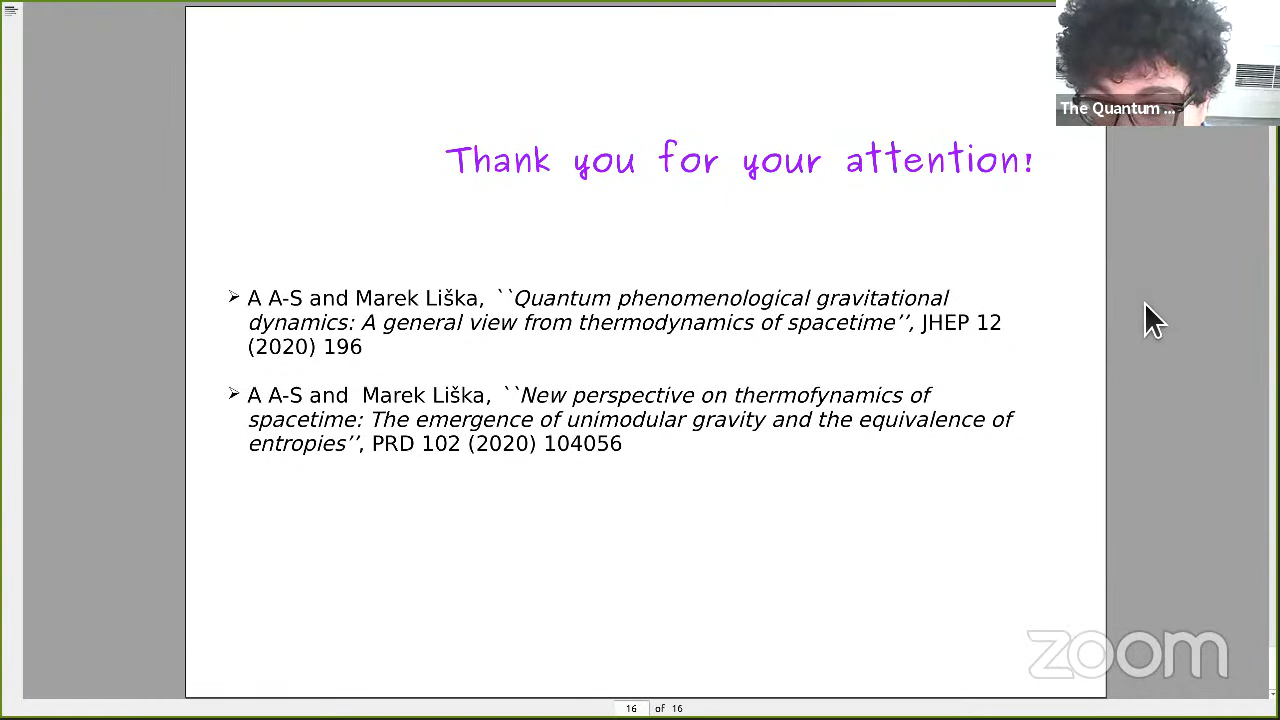 The Quantum ...
Thank you for your attention!
➢ A A-S and Marek Liška, ``Quantum phenomenological gravitational
dynamics: A general view from thermodynamics of spacetime’’, JHEP 12
(2020) 196
➢ A A-S and  Marek Liška, ``New perspective on thermofynamics of
spacetime: The emergence of unimodular gravity and the equivalence of
entropies’’, PRD 102 (2020) 104056
zoom
16 of 16